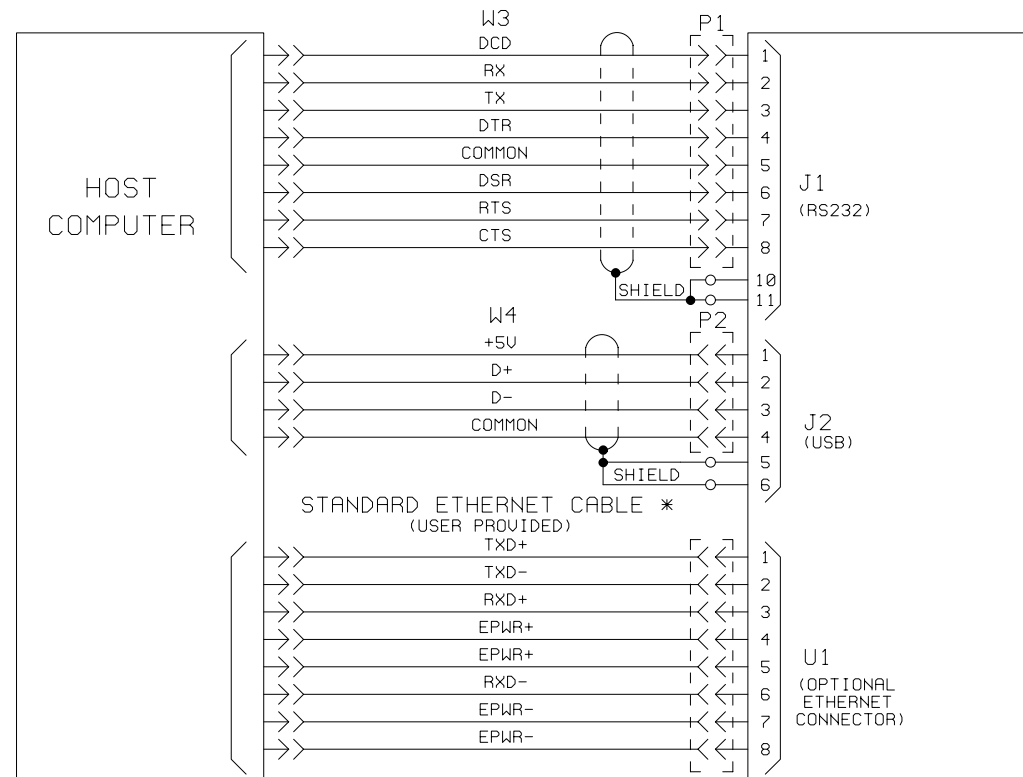 W3
P1
DCD
1
RX
2
TX
3
DTR
4
COMMON
5
DSR
6
RTS
7
CTS
8
10
SHIELD
11
HOST
COMPUTER
J1
(RS232)
W4
P2
+5V
1
D+
2
D-
3
COMMON
4
5
SHIELD
6
J2
(USB)
STANDARD ETHERNET CABLE *
(USER PROVIDED)
TXD+
1
TXD-
2
RXD+
3
EPWR+
4
EPWR+
5
RXD-
6
EPWR-
7
EPWR-
8
U1
(OPTIONAL
ETHERNET
CONNECTOR)